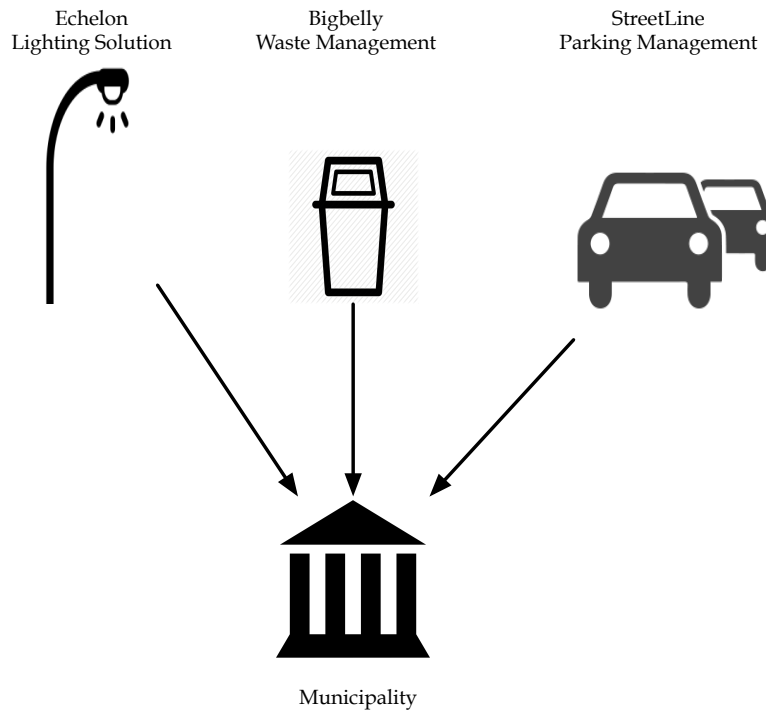 Echelon
Lighting Solution
Bigbelly
Waste Management
StreetLine
Parking Management
Municipality